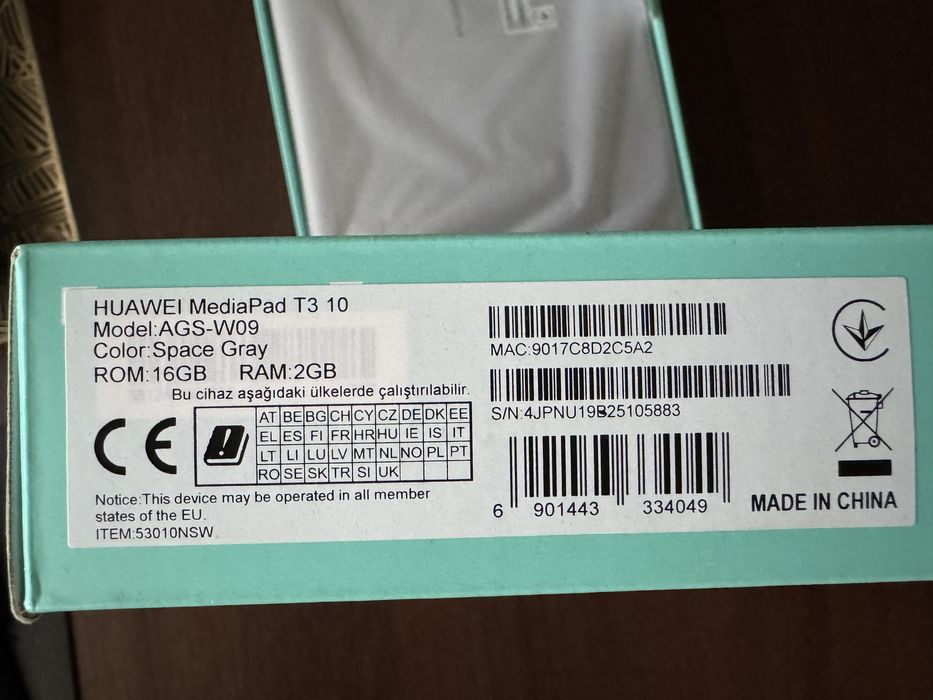 HUAWEI MediaPad T3 10
Model:AGS-W09
Color:Space Gray
ROM:16GB RAM:2GB
Bu cihaz aşağıdaki ülkelerde çalıştırılabilir.
CE
AT BE BG CH CY CZ DE DK EE
EL ES FI FR HR HU IE IS IT
LT LI LU LV MT NL NO PL PT
RO SE SK TR SI UK
Notice:This device may be operated in all member
states of the EU.
ITEM:53010NSW
MAC:9017C8D2C5A2
S/N:4JPNU19B25105883
6 901443 334049
MADE IN CHINA